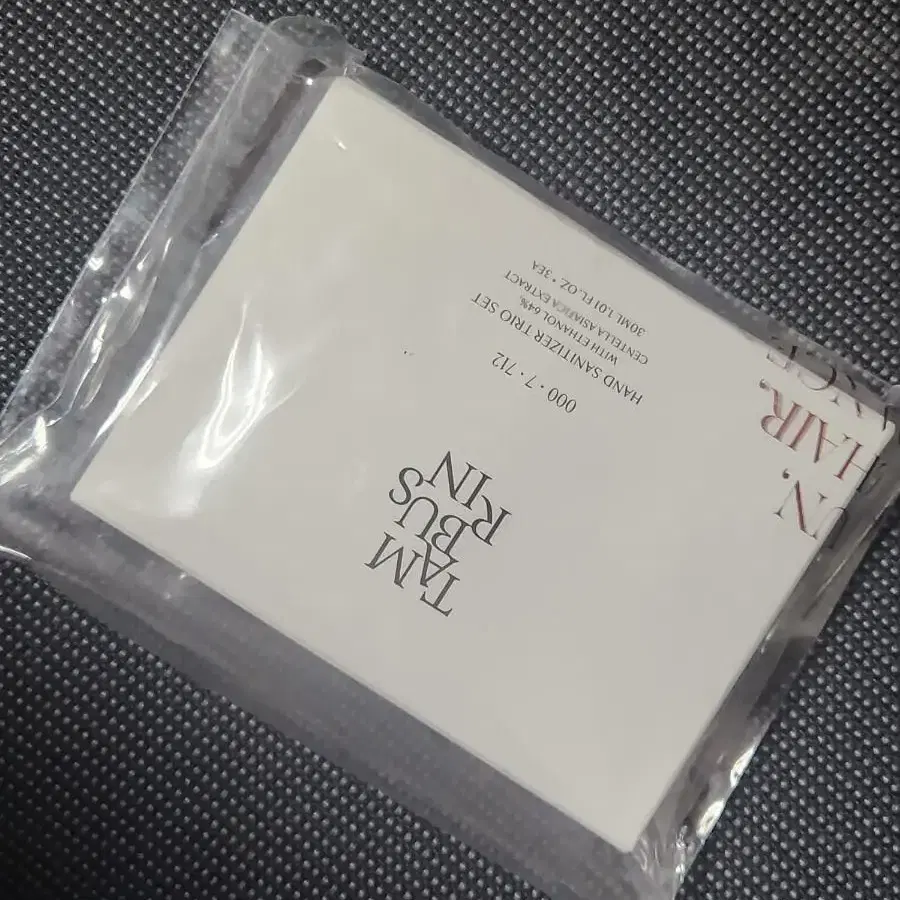 TAM
BUS
RIN
000 · 7 · 712
HAND SANITIZER TRIO SET
WITH ETHANOL 64%,
CENTELLA ASIATICA EXTRACT
30ML 1.01 FL.OZ • 3EA
HAIR,